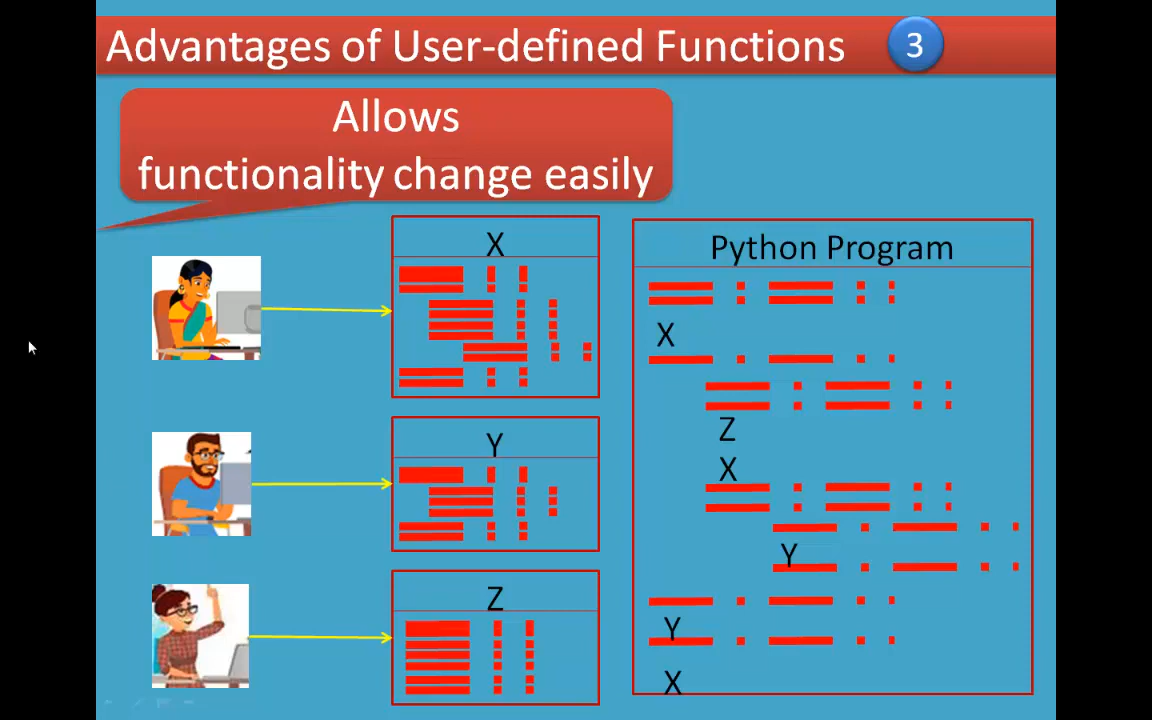 Advantages of User-defined Functions
3
Allows
functionality change easily
X
Y
Z
Python Program
X
Z
X
Y
Y
X